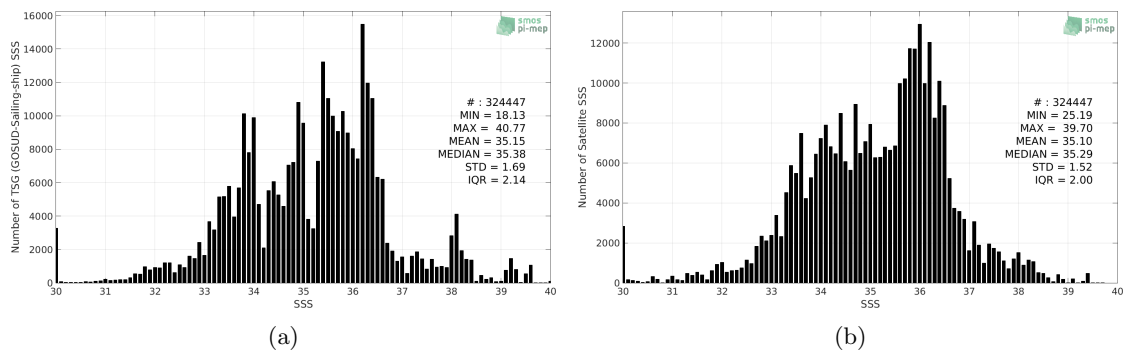 Number of TSG (GOSUD-Sailing-ship) SSS
16000
14000
12000
10000
8000
6000
4000
2000
0
30 31 32 33 34 35 36 37 38 39 40
SSS
smos
pi-mep
# : 324447
MIN = 18.13
MAX = 40.77
MEAN = 35.15
MEDIAN = 35.38
STD = 1.69
IQR = 2.14
(a)
Number of Satellite SSS
12000
10000
8000
6000
4000
2000
0
30 31 32 33 34 35 36 37 38 39 40
SSS
smos
pi-mep
# : 324447
MIN = 25.19
MAX = 39.70
MEAN = 35.10
MEDIAN = 35.29
STD = 1.52
IQR = 2.00
(b)